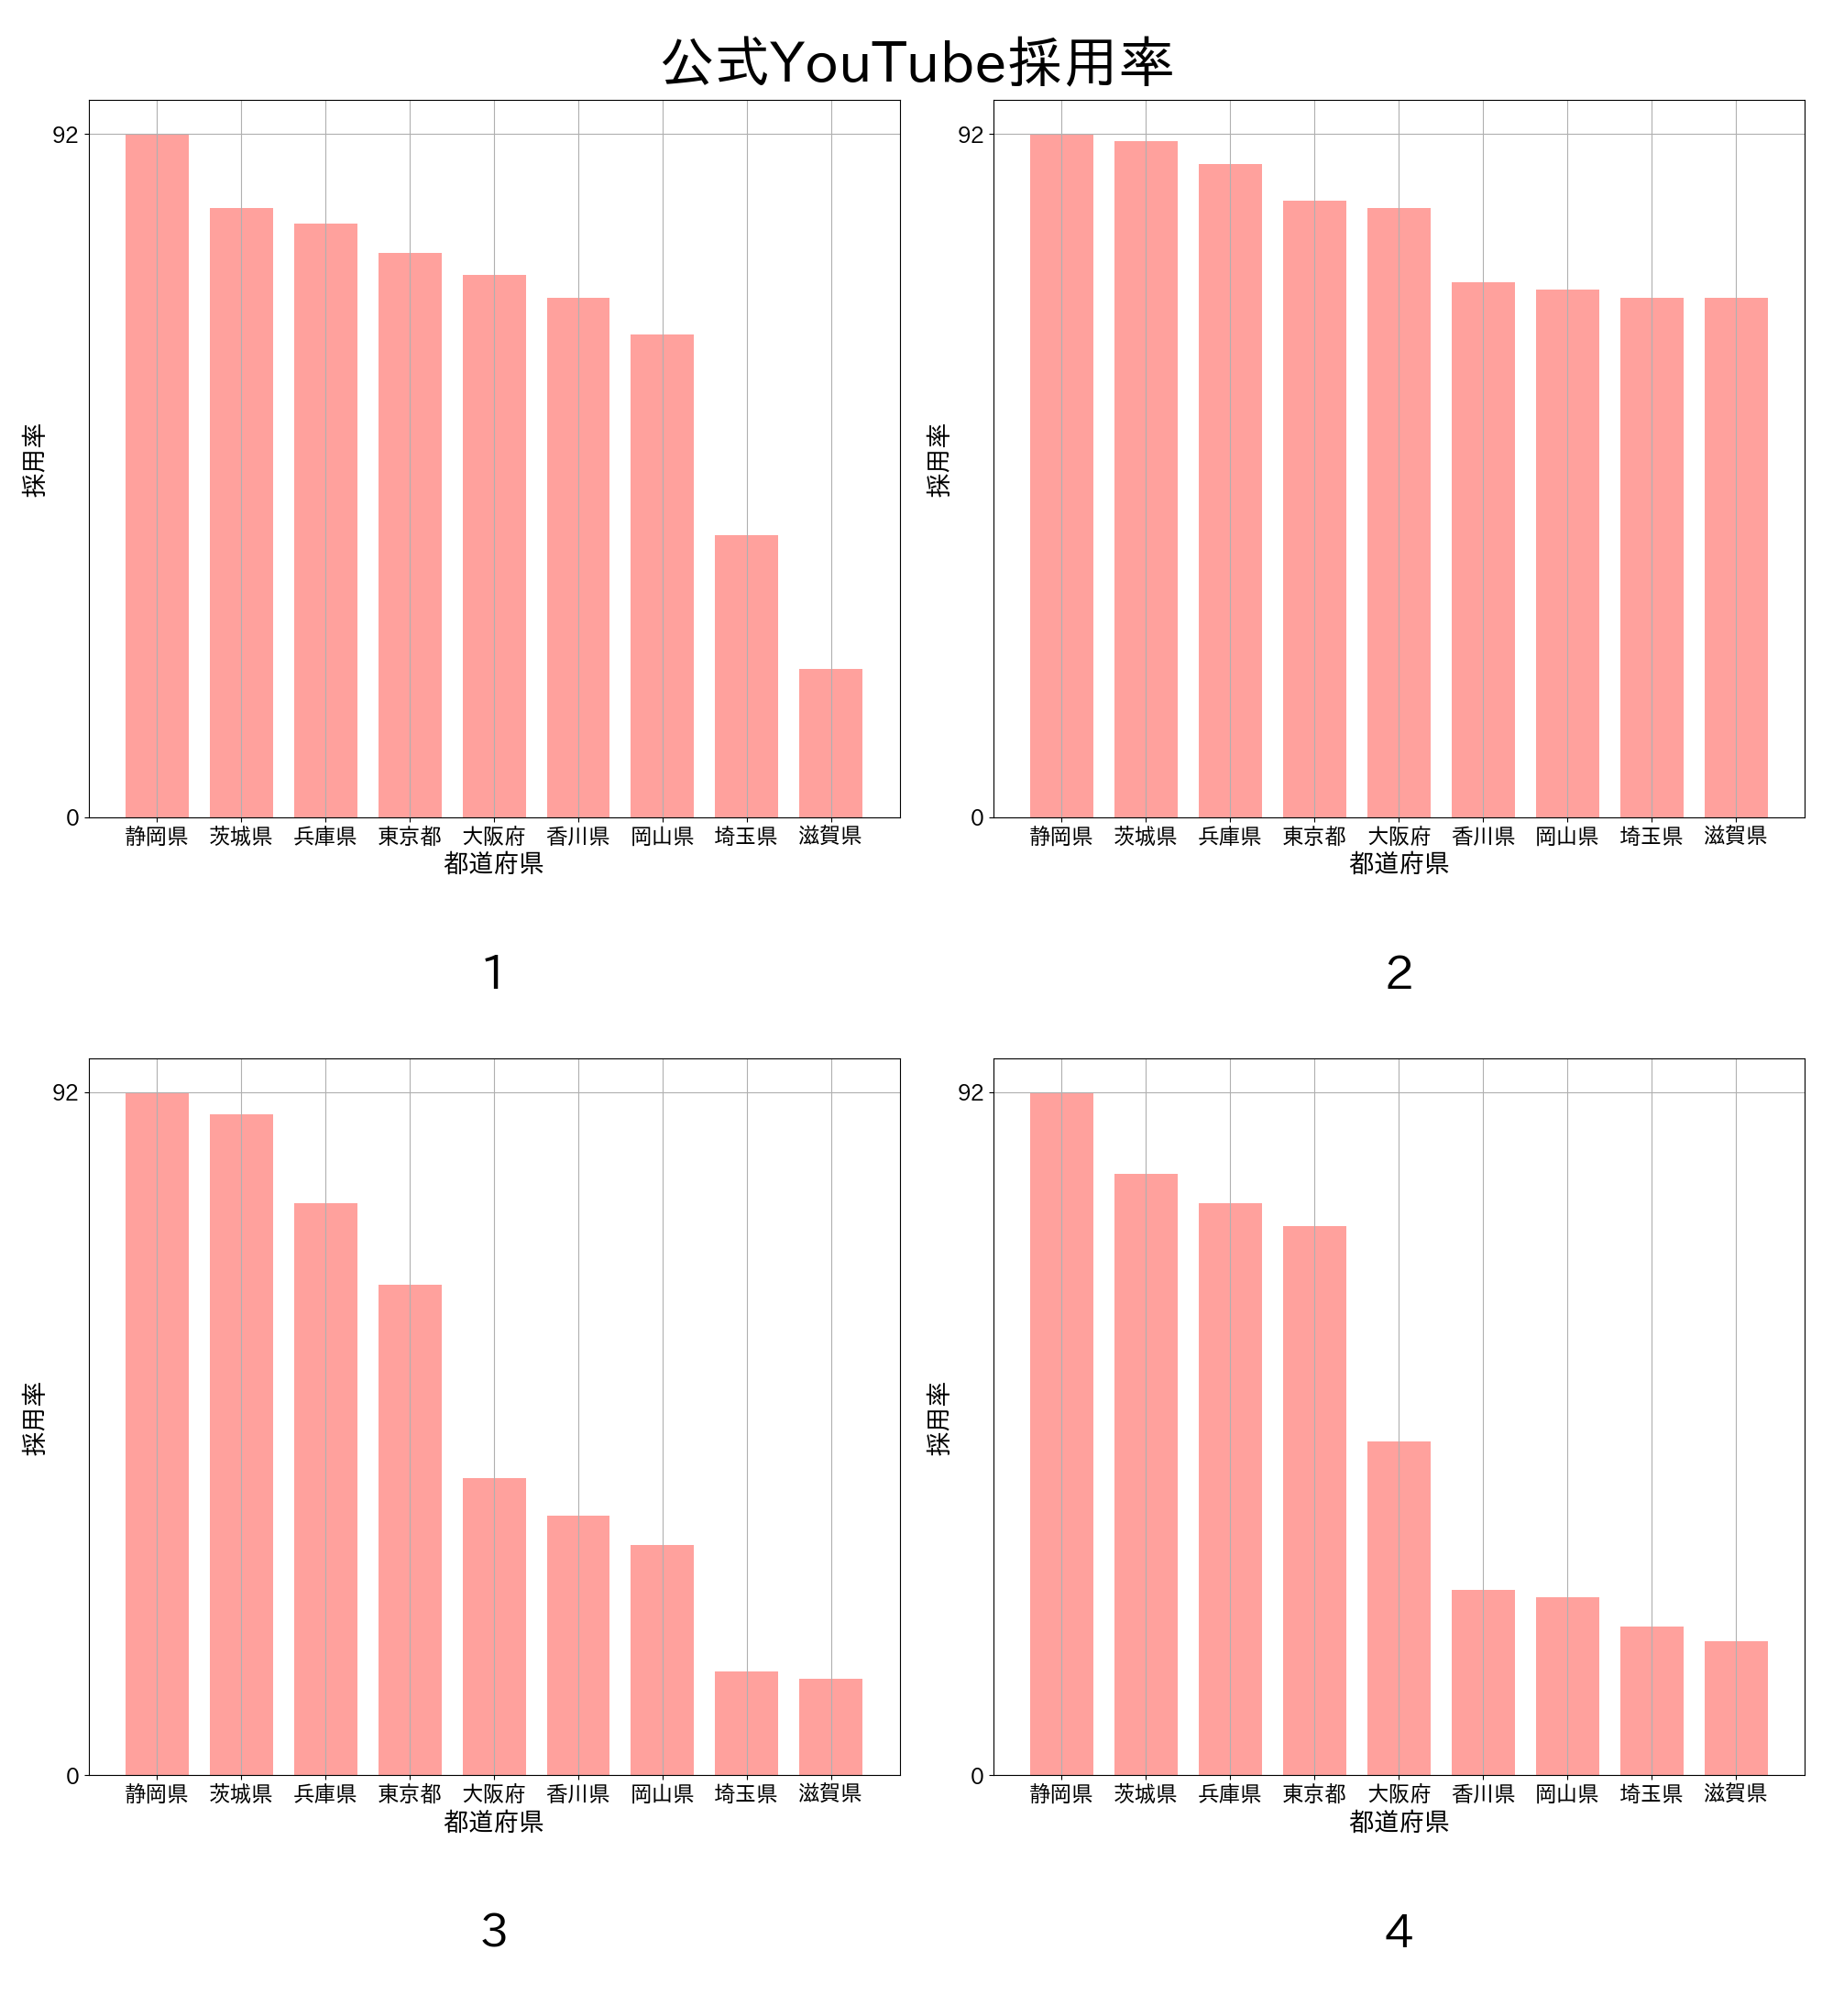 公式YouTube採用率
92
0
採用率
静岡県 茨城県 兵庫県 東京都 大阪府 香川県 岡山県 埼玉県 滋賀県
都道府県
1
92
0
採用率
静岡県 茨城県 兵庫県 東京都 大阪府 香川県 岡山県 埼玉県 滋賀県
都道府県
2
92
0
採用率
静岡県 茨城県 兵庫県 東京都 大阪府 香川県 岡山県 埼玉県 滋賀県
都道府県
3
92
0
採用率
静岡県 茨城県 兵庫県 東京都 大阪府 香川県 岡山県 埼玉県 滋賀県
都道府県
4